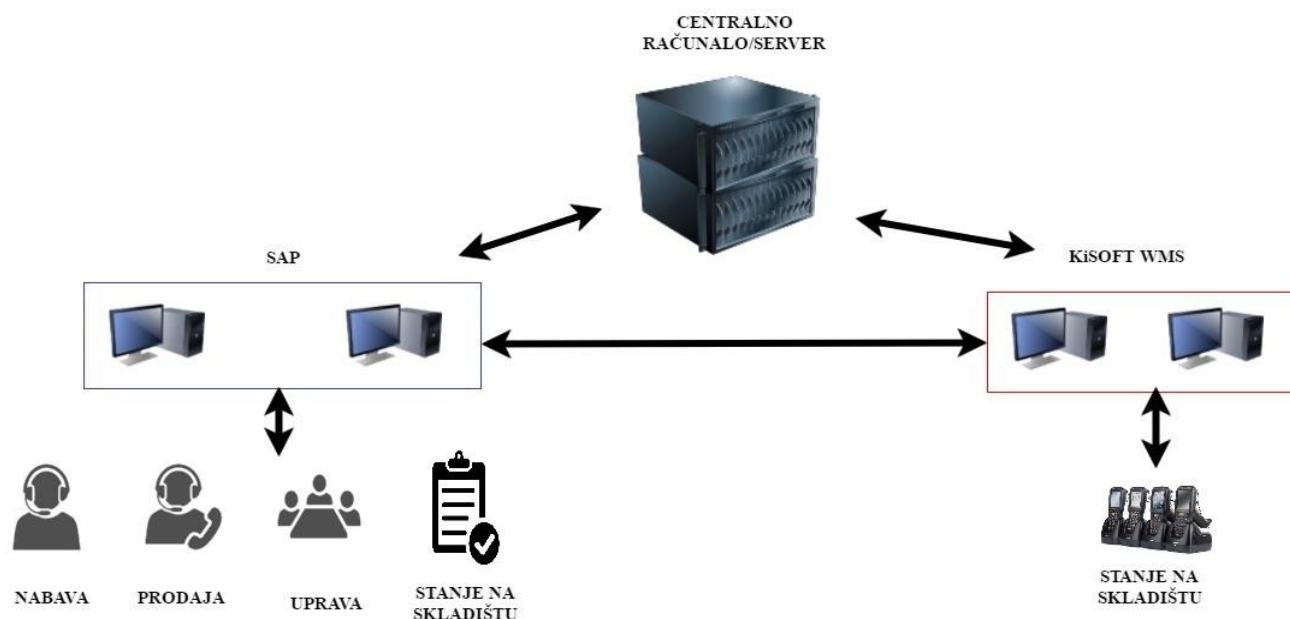 CENTRALNO
RAČUNALO/SERVER
SAP
KiSOFT WMS
NABAVA
PRODAJA
UPRAVA
STANJE NA
SKLADIŠTU
STANJE NA
SKLADIŠTU